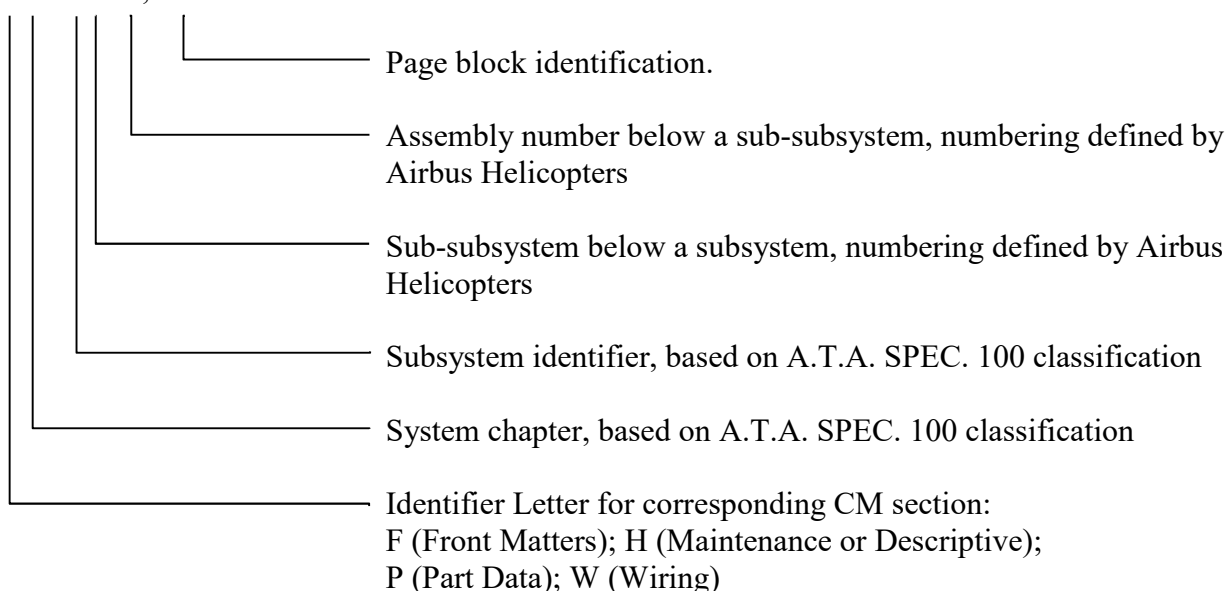 Page block identification.
Assembly number below a sub-subsystem, numbering defined by
Airbus Helicopters
Sub-subsystem below a subsystem, numbering defined by Airbus
Helicopters
Subsystem identifier, based on A.T.A. SPEC. 100 classification
System chapter, based on A.T.A. SPEC. 100 classification
Identifier Letter for corresponding CM section:
F (Front Matters); H (Maintenance or Descriptive);
P (Part Data); W (Wiring)